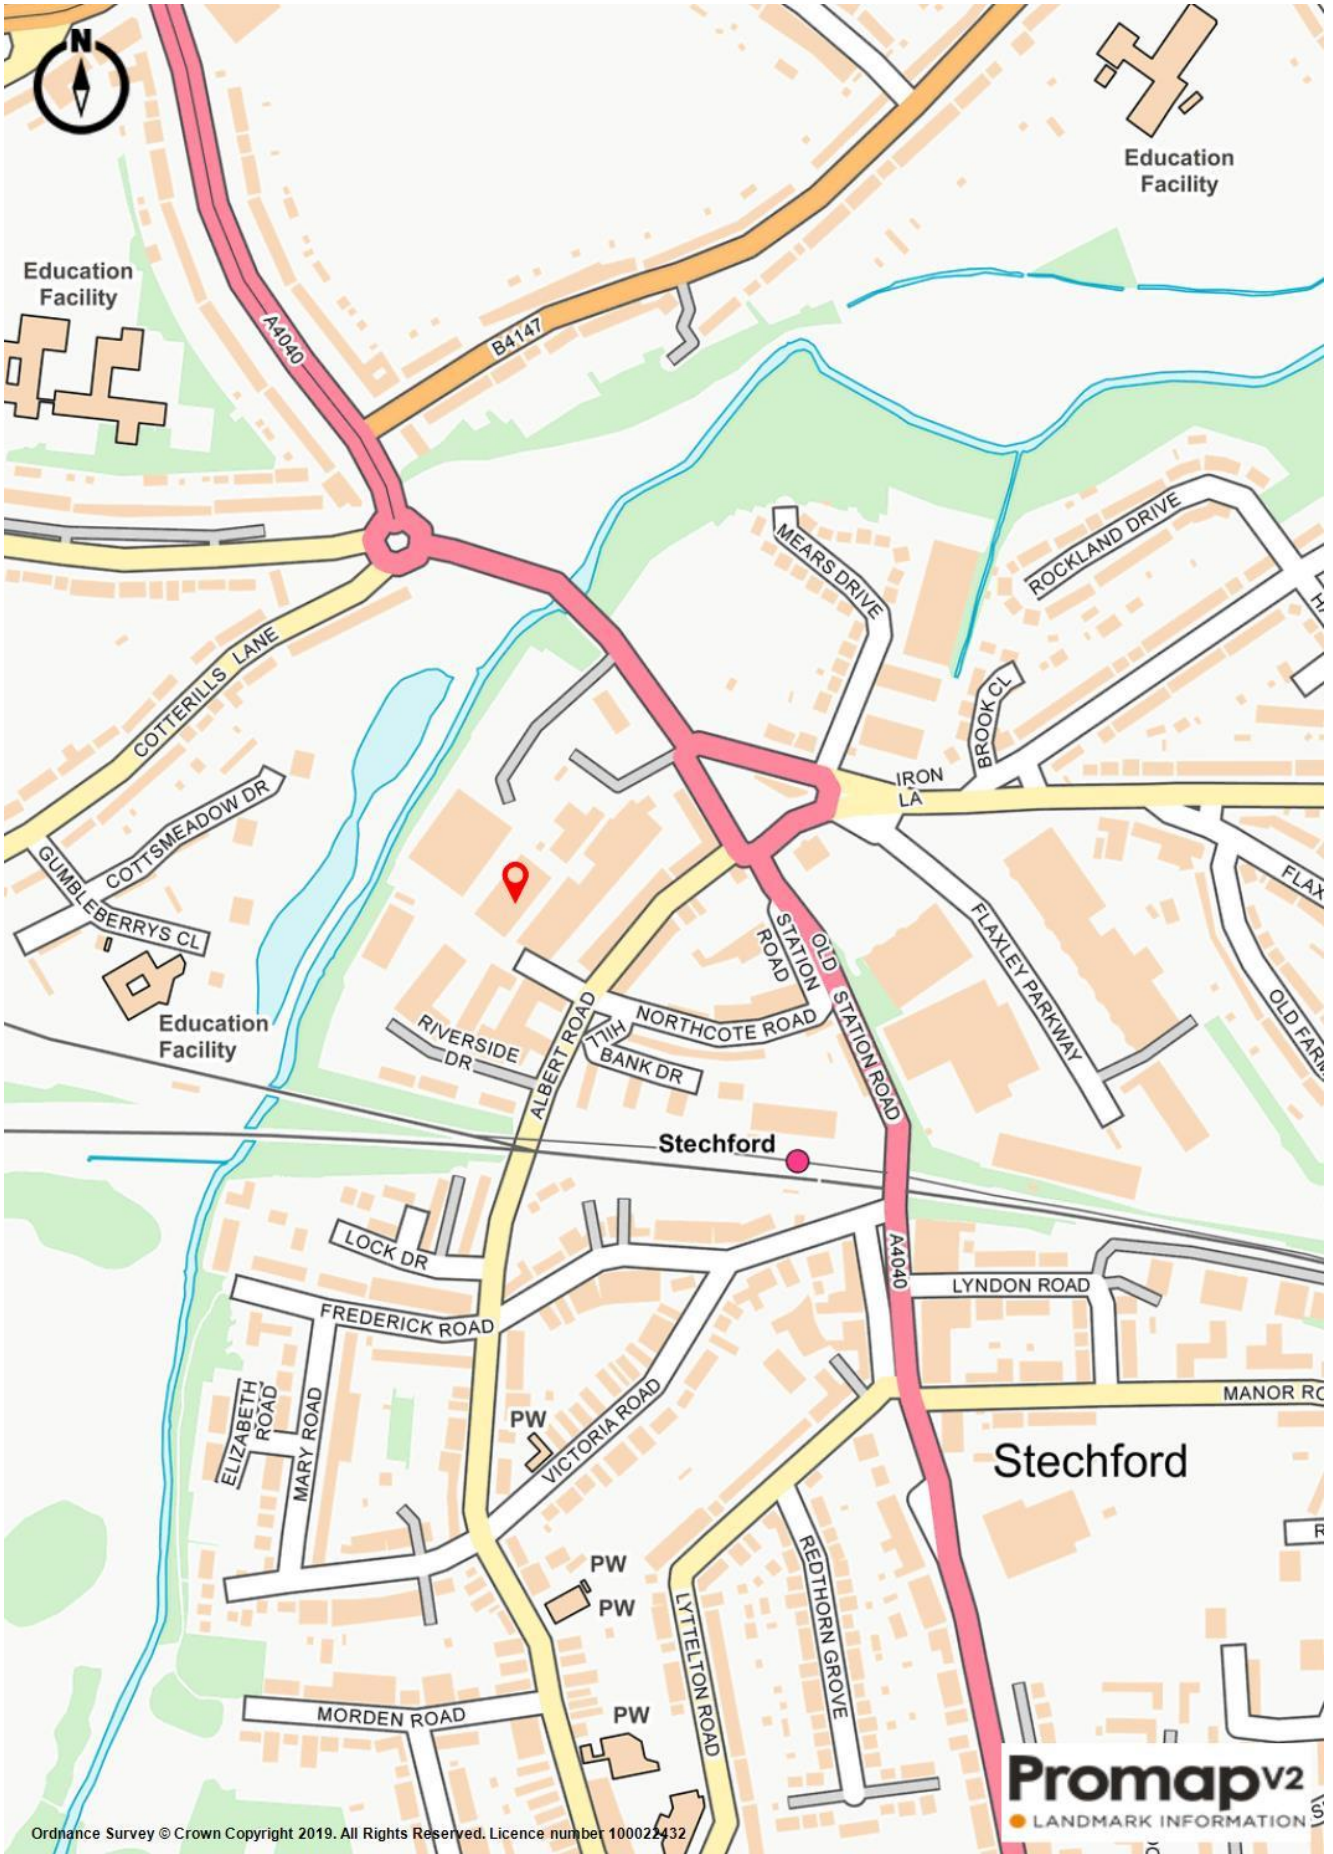 N
Education
Facility
Education
Facility
A4040
B4147
MEARS DRIVE
ROCKLAND DRIVE
COTTERILLS LANE
BROOK CL
IRON
LA
COTTSMEADOW DR
GUMBLEBERRYS CL
FLAX
FLAXLEY PARKWAY
STATION
ROAD
OLD STATION ROAD
OLD FARM
Education
Facility
RIVERSIDE
DR
ALBERT ROAD
NORTHCOTE ROAD
HILL
BANK DR
Stechford
LOCK DR
A4040
LYNDON ROAD
FREDERICK ROAD
ELIZABETH
ROAD
MARY ROAD
VICTORIA ROAD
PW
MANOR RO
Stechford
R
PW
PW
REDTHORN GROVE
LYTTELTON ROAD
MORDEN ROAD
PW
Promap V2
LANDMARK INFORMATION
Ordnance Survey © Crown Copyright 2019. All Rights Reserved. Licence number 100022432